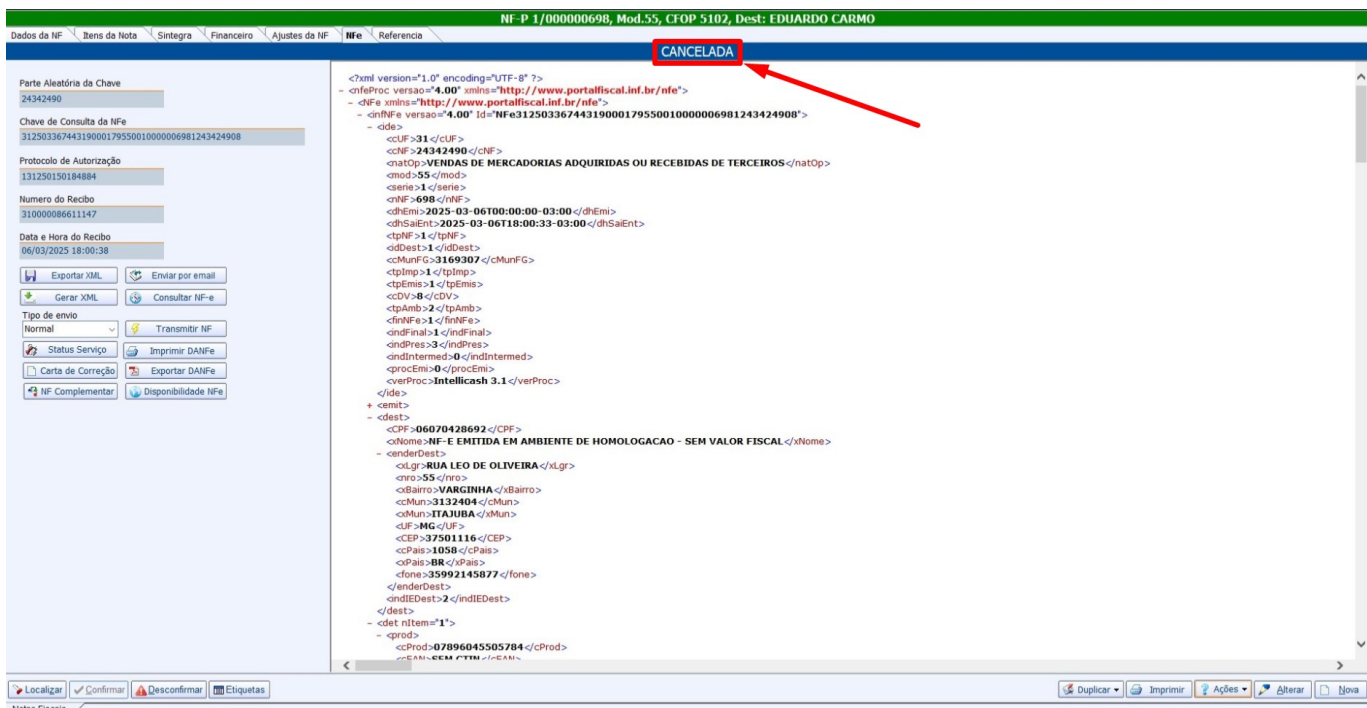 NF-P 1/000000698, Mod.55, CFOP 5102, Dest: EDUARDO CARMO
Dados da NF Itens da Nota Sintegra Financeiro Ajustes da NF NFe Referencia
CANCELADA
Parte Aleatória da Chave
24342490
Chave de Consulta da NFe
31250336744319000179550010000006981243424908
Protocolo de Autorização
131250150184884
Numero do Recibo
310000086611147
Data e Hora do Recibo
06/03/2025 18:00:38
Exportar XML Enviar por email
Gerar XML Consultar NF-e
Tipo de envio
Normal Transmitir NF
Status Serviço Imprimir DANFe
Carta de Correção Exportar DANFe
NF Complementar Disponibilidade NFe
<?xml version="1.0" encoding="UTF-8" ?>
- <nfeProc versao="4.00" xmlns="http://www.portalfiscal.inf.br/nfe">
- <NFe xmlns="http://www.portalfiscal.inf.br/nfe">
- <infNFe versao="4.00" Id="NFe31250336744319000179550010000006981243424908">
- <ide>
<cUF>31</cUF>
<cNF>24342490</cNF>
<natOp>VENDAS DE MERCADORIAS ADQUIRIDAS OU RECEBIDAS DE TERCEIROS</natOp>
<mod>55</mod>
<serie>1</serie>
<nNF>698</nNF>
<dhEmi>2025-03-06T00:00:00-03:00</dhEmi>
<dhSaiEnt>2025-03-06T18:00:33-03:00</dhSaiEnt>
<tpNF>1</tpNF>
<idDest>1</idDest>
<cMunFG>3169307</cMunFG>
<tpImp>1</tpImp>
<tpEmis>1</tpEmis>
<cDV>8</cDV>
<tpAmb>2</tpAmb>
<finNFe>1</finNFe>
<indFinal>1</indFinal>
<indPres>3</indPres>
<indIntermed>0</indIntermed>
<procEmi>0</procEmi>
<verProc>Intellicash 3.1</verProc>
</ide>
+ <emit>
- <dest>
<CPF>06070428692</CPF>
<xNome>NF-E EMITIDA EM AMBIENTE DE HOMOLOGACAO - SEM VALOR FISCAL</xNome>
- <enderDest>
<xLgr>RUA LEO DE OLIVEIRA</xLgr>
<nro>55</nro>
<xBairro>VARGINHA</xBairro>
<cMun>3132404</cMun>
<xMun>ITAJUBA</xMun>
<UF>MG</UF>
<CEP>37501116</CEP>
<cPais>1058</cPais>
<xPais>BR</xPais>
<fone>35992145877</fone>
</enderDest>
<indIEDest>2</indIEDest>
</dest>
- <det nItem="1">
- <prod>
<cProd>07896045505784</cProd>
<cEAN>SEM GTIN</cEAN>
Localizar Confirmar Desconfirmar Etiquetas Duplicar Imprimir Ações Alterar Nova
Notas Fiscais